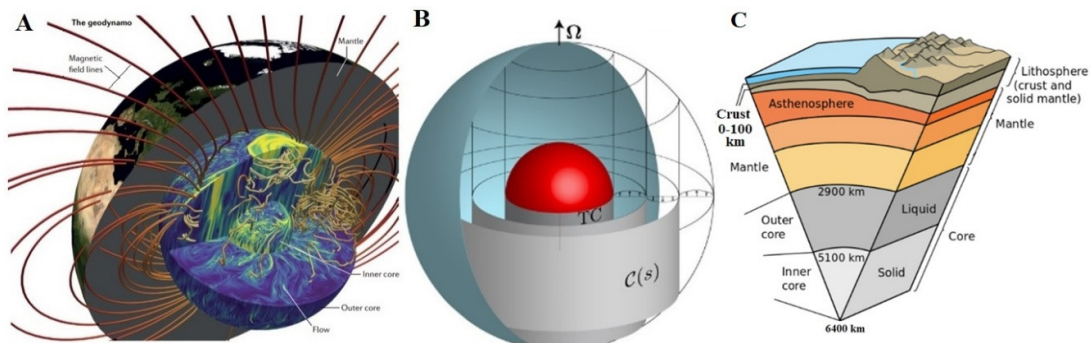 A
The geodynamo
Mantle
Magnetic
field lines
Inner core
Outer core
Flow
B
Ω
TC
C(s)
C
Lithosphere
(crust and
solid mantle)
Asthenosphere
Crust
0-100
km
Mantle
Mantle
2900 km
Outer
core
Liquid
Core
5100 km
Inner
core
Solid
6400 km